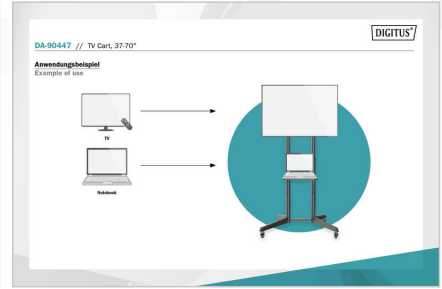 DIGITUS®
DA-90447 // TV Cart, 37-70"
Anwendungsbeispiel
Example of use
TV
Notebook